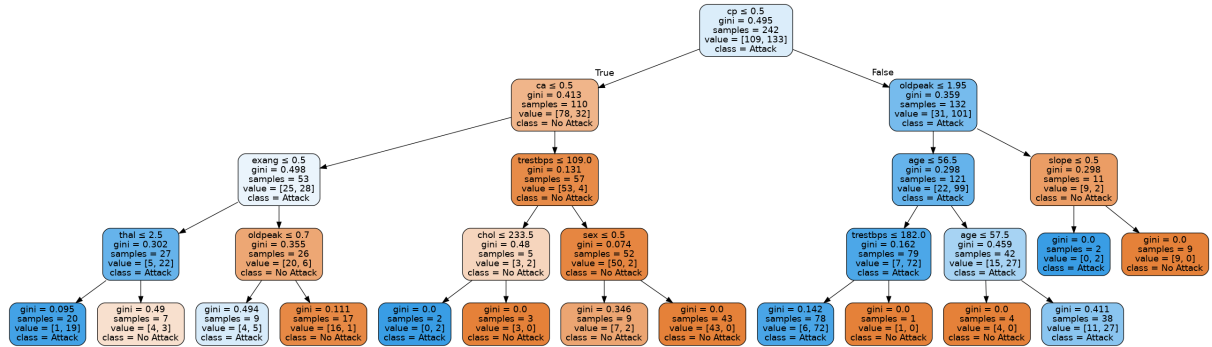 cp ≤ 0.5
gini = 0.495
samples = 242
value = [109, 133]
class = Attack
True
False
ca ≤ 0.5
gini = 0.413
samples = 110
value = [78, 32]
class = No Attack
oldpeak ≤ 1.95
gini = 0.359
samples = 132
value = [31, 101]
class = Attack
exang ≤ 0.5
gini = 0.498
samples = 53
value = [25, 28]
class = Attack
trestbps ≤ 109.0
gini = 0.131
samples = 57
value = [53, 4]
class = No Attack
age ≤ 56.5
gini = 0.298
samples = 121
value = [22, 99]
class = Attack
slope ≤ 0.5
gini = 0.298
samples = 11
value = [9, 2]
class = No Attack
thal ≤ 2.5
gini = 0.302
samples = 27
value = [5, 22]
class = Attack
oldpeak ≤ 0.7
gini = 0.355
samples = 26
value = [20, 6]
class = No Attack
chol ≤ 233.5
gini = 0.48
samples = 5
value = [3, 2]
class = No Attack
sex ≤ 0.5
gini = 0.074
samples = 52
value = [50, 2]
class = No Attack
trestbps ≤ 182.0
gini = 0.162
samples = 79
value = [7, 72]
class = Attack
age ≤ 57.5
gini = 0.459
samples = 42
value = [15, 27]
class = Attack
gini = 0.0
samples = 2
value = [0, 2]
class = Attack
gini = 0.0
samples = 9
value = [9, 0]
class = No Attack
gini = 0.095
samples = 20
value = [1, 19]
class = Attack
gini = 0.49
samples = 7
value = [4, 3]
class = No Attack
gini = 0.494
samples = 9
value = [4, 5]
class = Attack
gini = 0.111
samples = 17
value = [16, 1]
class = No Attack
gini = 0.0
samples = 2
value = [0, 2]
class = Attack
gini = 0.0
samples = 3
value = [3, 0]
class = No Attack
gini = 0.346
samples = 9
value = [7, 2]
class = No Attack
gini = 0.0
samples = 43
value = [43, 0]
class = No Attack
gini = 0.142
samples = 78
value = [6, 72]
class = Attack
gini = 0.0
samples = 1
value = [1, 0]
class = No Attack
gini = 0.0
samples = 4
value = [4, 0]
class = No Attack
gini = 0.411
samples = 38
value = [11, 27]
class = Attack